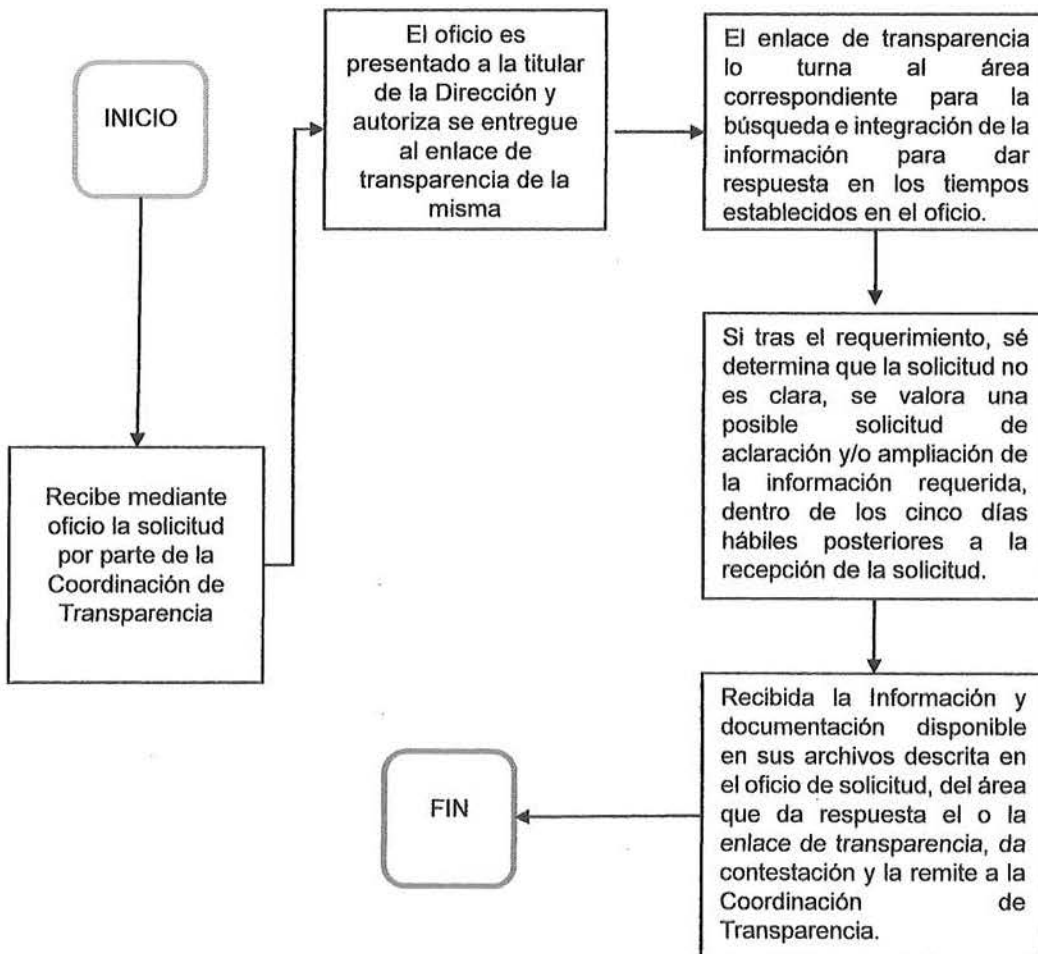 INICIO
Recibe mediante
oficio la solicitud
por parte de la
Coordinación de
Transparencia
El oficio es
presentado a la titular
de la Dirección y
autoriza se entregue
al enlace de
transparencia de la
misma
El enlace de transparencia
lo turna al área
correspondiente para la
búsqueda e integración de la
información para dar
respuesta en los tiempos
establecidos en el oficio.
Si tras el requerimiento, sé
determina que la solicitud no
es clara, se valora una
posible solicitud de
aclaración y/o ampliación de
la información requerida,
dentro de los cinco días
hábiles posteriores a la
recepción de la solicitud.
Recibida la Información y
documentación disponible
en sus archivos descrita en
el oficio de solicitud, del área
que da respuesta el o la
enlace de transparencia, da
contestación y la remite a la
Coordinación de
Transparencia.
FIN